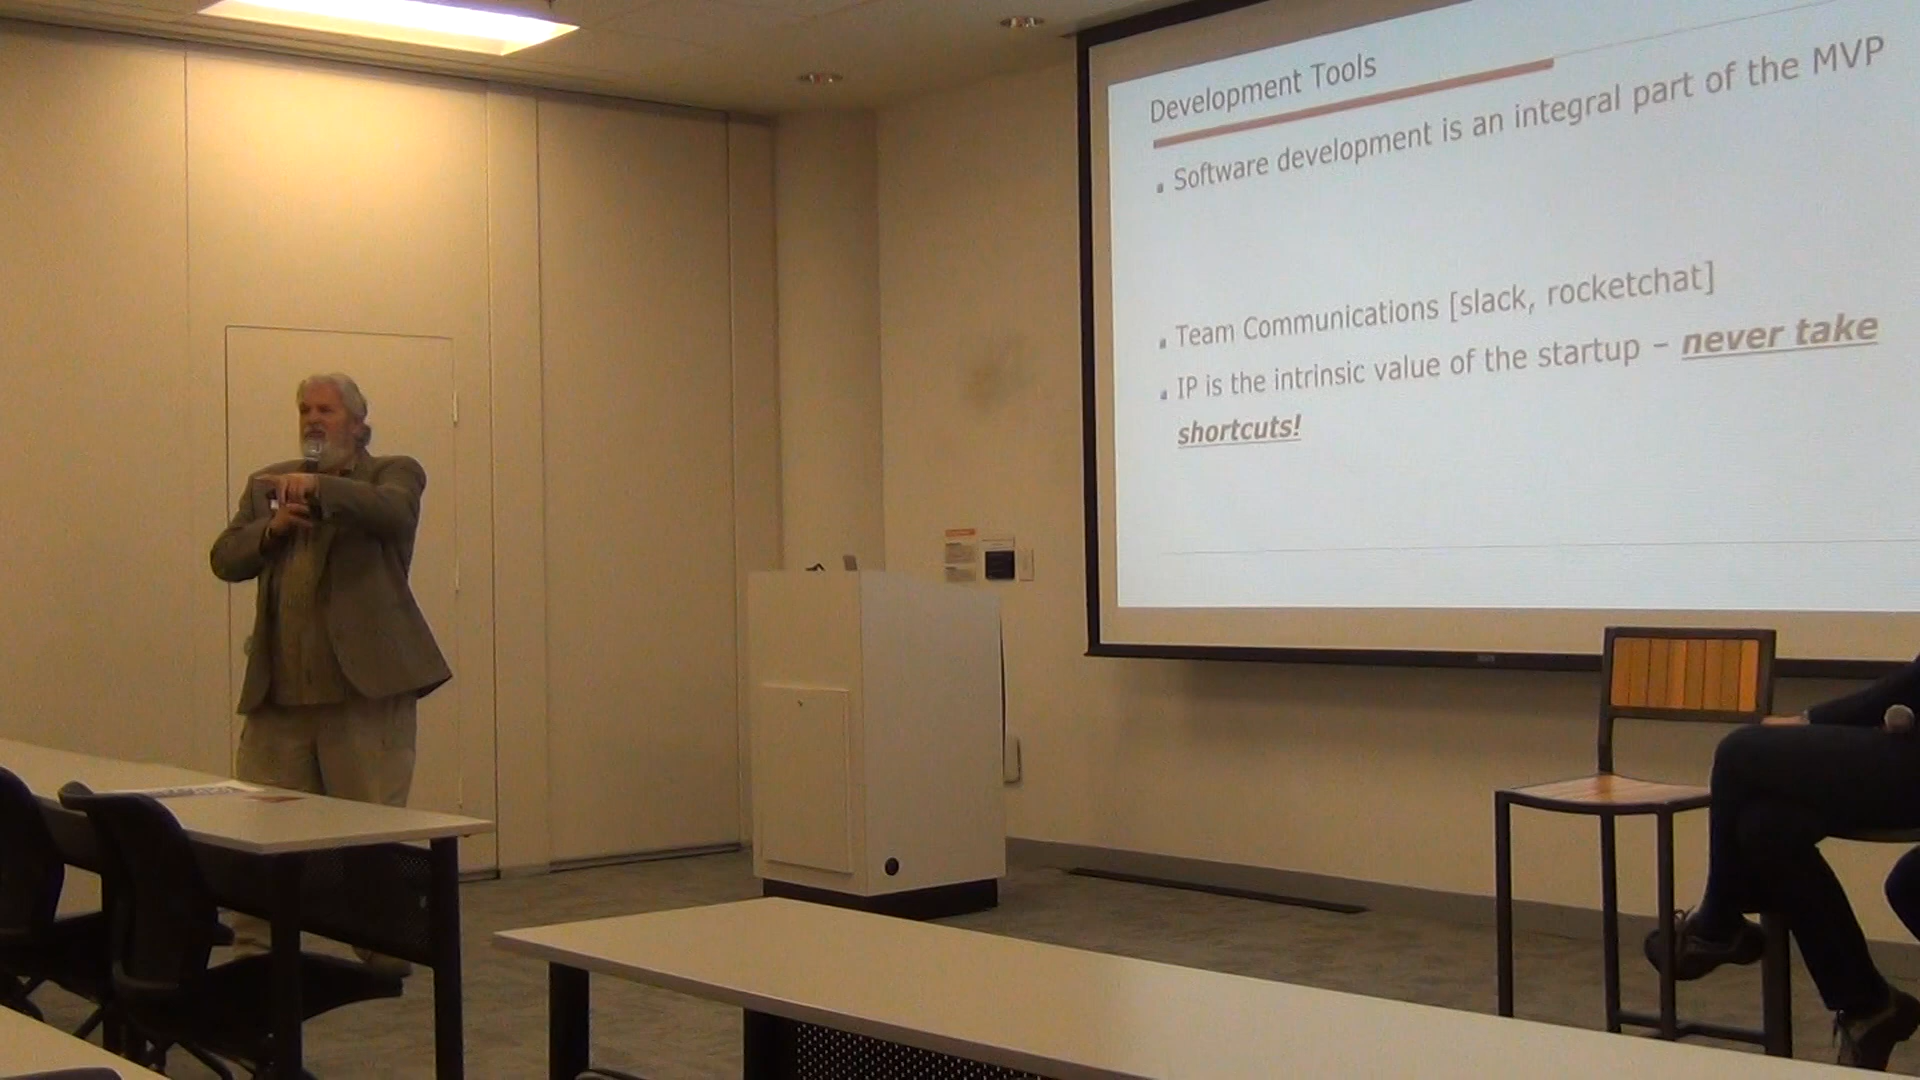 Development Tools
Software development is an integral part of the MVP
Team Communications [slack, rocketchat]
IP is the intrinsic value of the startup – never take
shortcuts!